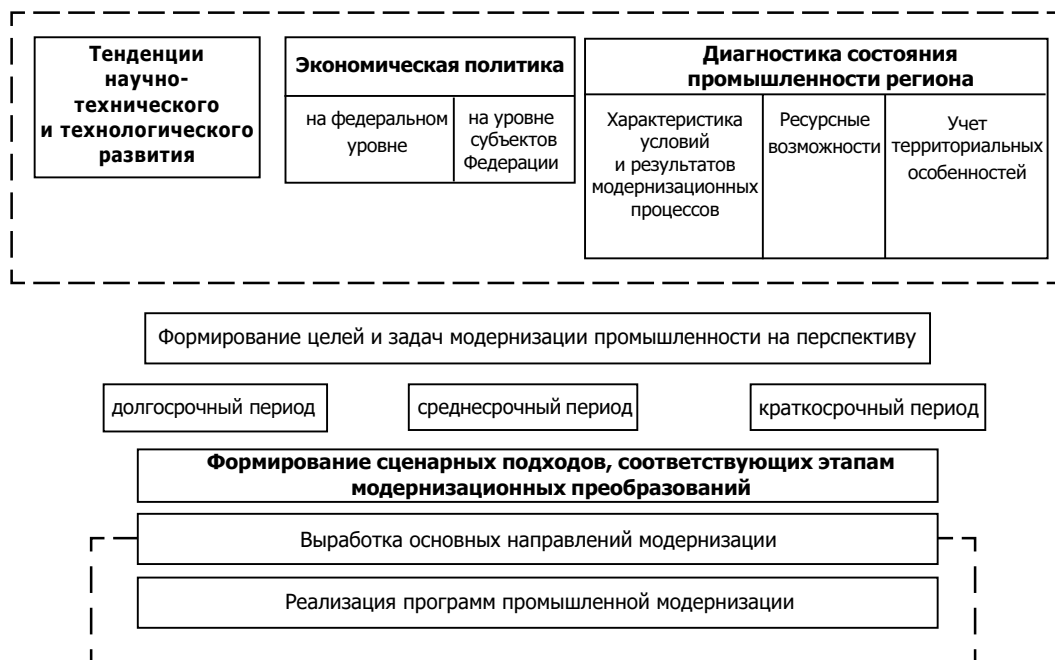 Тенденции
научно-
технического
и технологического
развития
Экономическая политика
на федеральном
уровне
на уровне
субъектов
Федерации
Диагностика состояния
промышленности региона
Характеристика
условий
и результатов
модернизационных
процессов
Ресурсные
возможности
Учет
территориальных
особенностей
Формирование целей и задач модернизации промышленности на перспективу
долгосрочный период
среднесрочный период
краткосрочный период
Формирование сценарных подходов, соответствующих этапам
модернизационных преобразований
Выработка основных направлений модернизации
Реализация программ промышленной модернизации